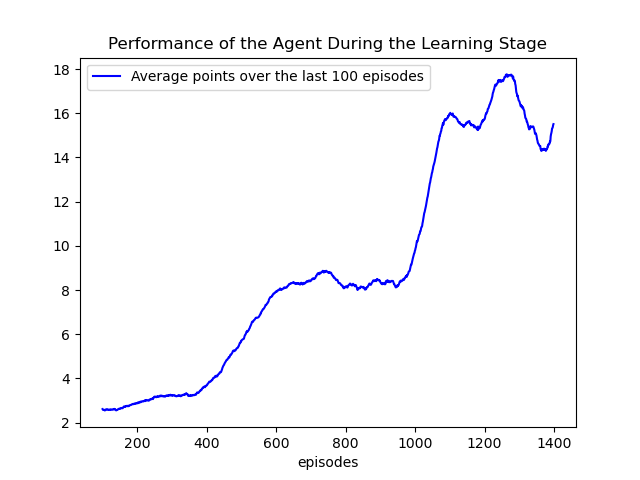 Performance of the Agent During the Learning Stage
Average points over the last 100 episodes
18
16
14
12
10
8
6
4
2
200 400 600 800 1000 1200 1400
episodes